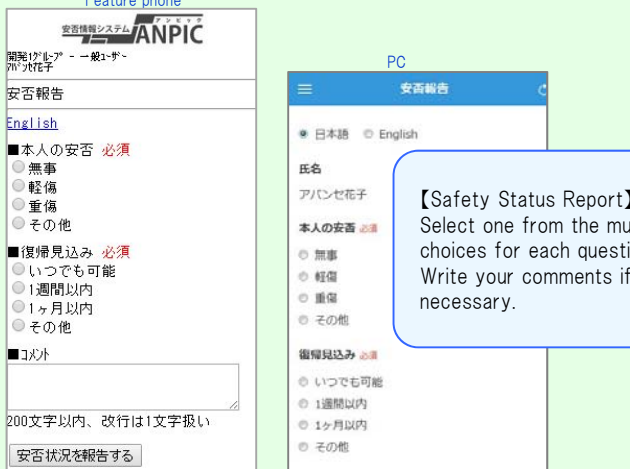 Feature phone
安否情報システム ANPIC
アンピック
開発1グループ - 一般ユーザー
アバンセ花子
安否報告
English
■本人の安否 必須
無事
軽傷
重傷
その他
■復帰見込み 必須
いつでも可能
1週間以内
1ヶ月以内
その他
■コメント
200文字以内、改行は1文字扱い
安否状況を報告する
PC
安否報告
日本語 English
氏名
アバンセ花子
本人の安否 必須
無事
軽傷
重傷
その他
復帰見込み 必須
いつでも可能
1週間以内
1ヶ月以内
その他
【Safety Status Report】
Select one from the mu
choices for each questi
Write your comments if
necessary.